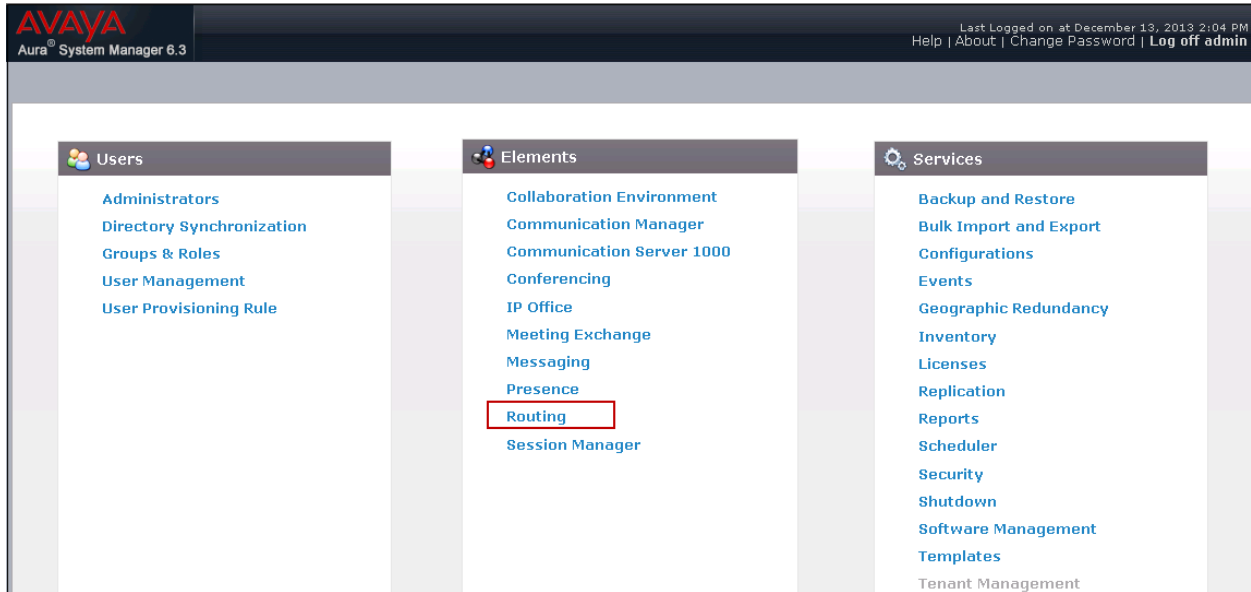 AVAYA
Aura® System Manager 6.3
Last Logged on at December 13, 2013 2:04 PM
Help | About | Change Password | Log off admin
Users
Administrators
Directory Synchronization
Groups & Roles
User Management
User Provisioning Rule
Elements
Collaboration Environment
Communication Manager
Communication Server 1000
Conferencing
IP Office
Meeting Exchange
Messaging
Presence
Routing
Session Manager
Services
Backup and Restore
Bulk Import and Export
Configurations
Events
Geographic Redundancy
Inventory
Licenses
Replication
Reports
Scheduler
Security
Shutdown
Software Management
Templates
Tenant Management